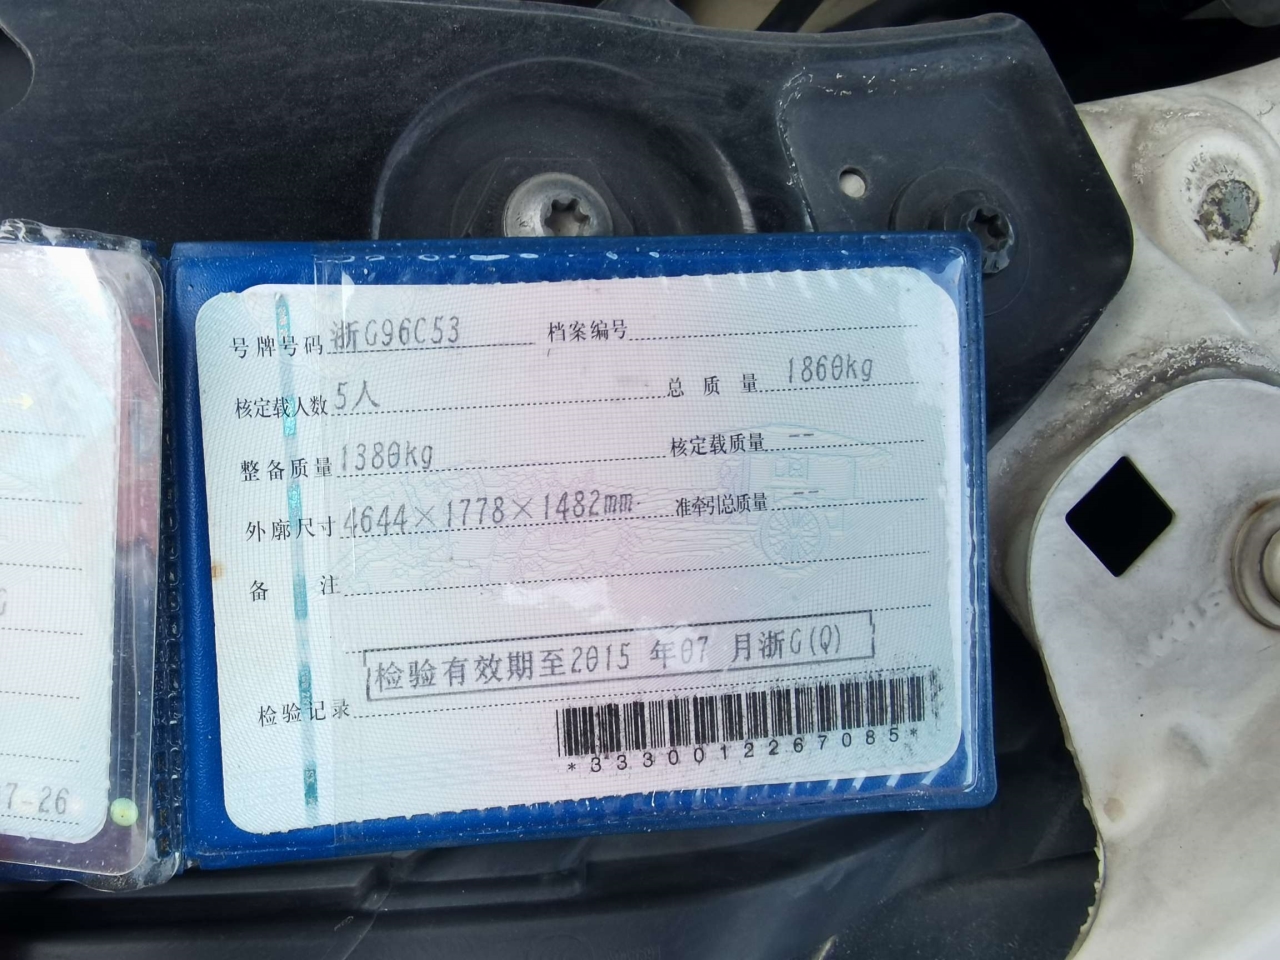 号牌号码 浙G96C53 档案编号
核定载人数 5人 总质量 1860kg
整备质量 1380kg 核定载质量 --
外廓尺寸 4644×1778×1482mm 准牵引总质量 --
备注
检验有效期至2015 年07 月浙G(Q)
检验记录
*3330012267085*
7-26